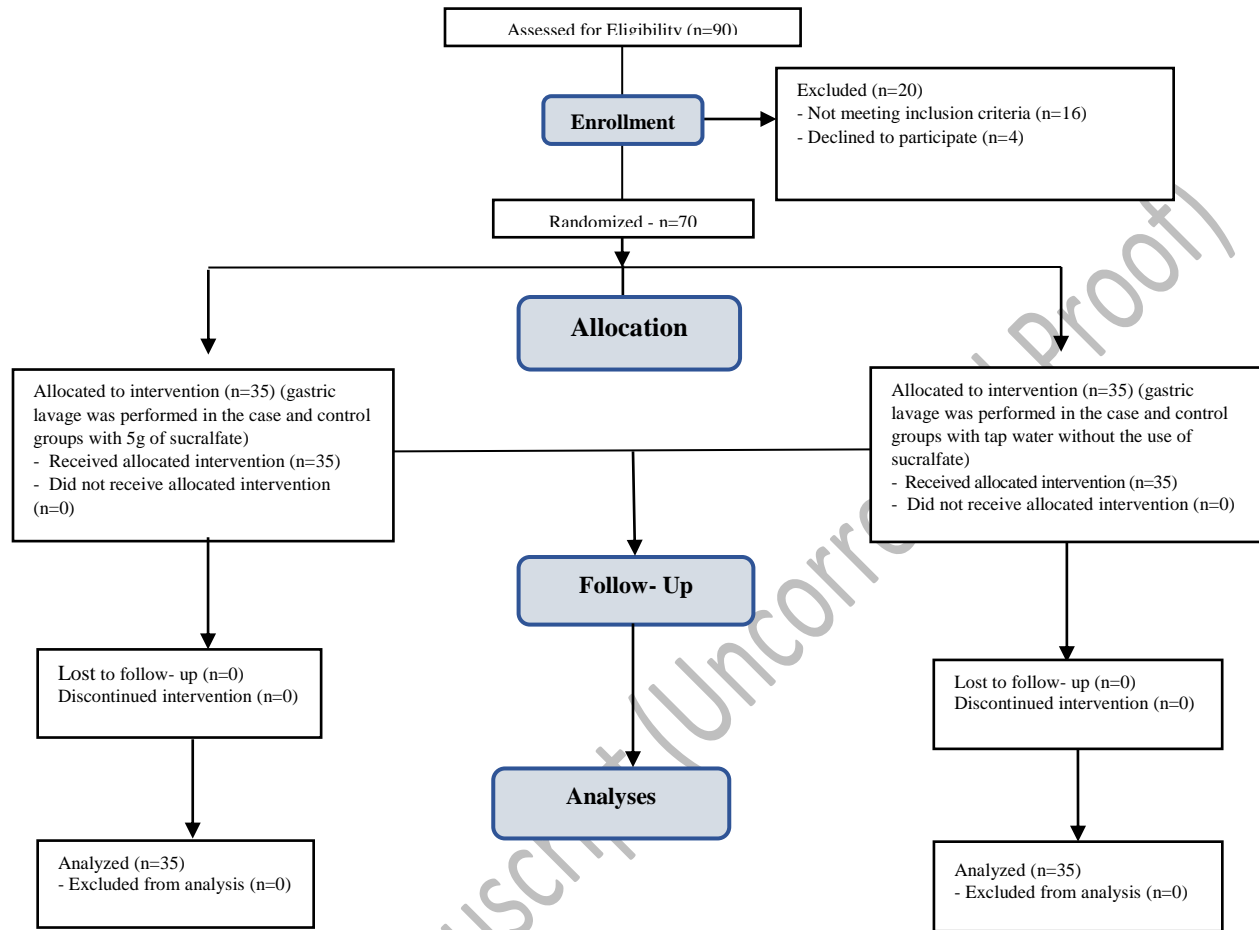 Assessed for Eligibility (n=90)
Excluded (n=20)
- Not meeting inclusion criteria (n=16)
- Declined to participate (n=4)
Enrollment
Randomized - n=70
Allocation
Allocated to intervention (n=35) (gastric
lavage was performed in the case and control
groups with 5g of sucralfate)
- Received allocated intervention (n=35)
- Did not receive allocated intervention
(n=0)
Allocated to intervention (n=35) (gastric
lavage was performed in the case and control
groups with tap water without the use of
sucralfate)
- Received allocated intervention (n=35)
- Did not receive allocated intervention (n=0)
Follow- Up
Lost to follow- up (n=0)
Discontinued intervention (n=0)
Lost to follow- up (n=0)
Discontinued intervention (n=0)
Analyses
Analyzed (n=35)
- Excluded from analysis (n=0)
Analyzed (n=35)
- Excluded from analysis (n=0)